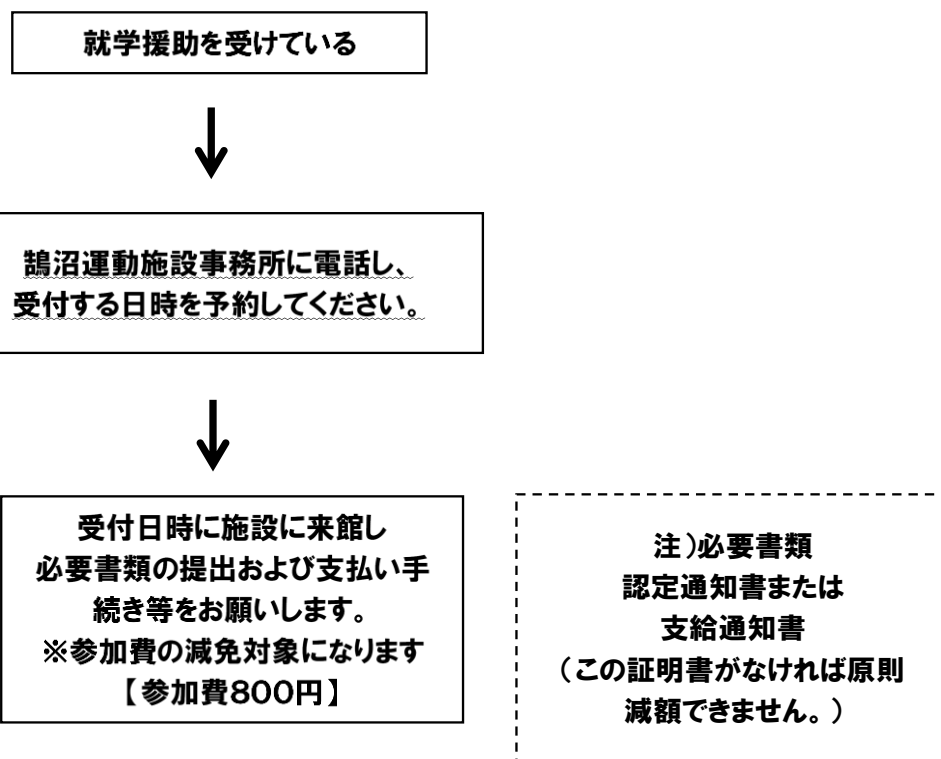 就学援助を受けている
鵠沼運動施設事務所に電話し、
受付する日時を予約してください。
受付日時に施設に来館し
必要書類の提出および支払い手
続き等をお願いします。
※参加費の減免対象になります
【参加費800円】
注)必要書類
認定通知書または
支給通知書
(この証明書がなければ原則
減額できません。)